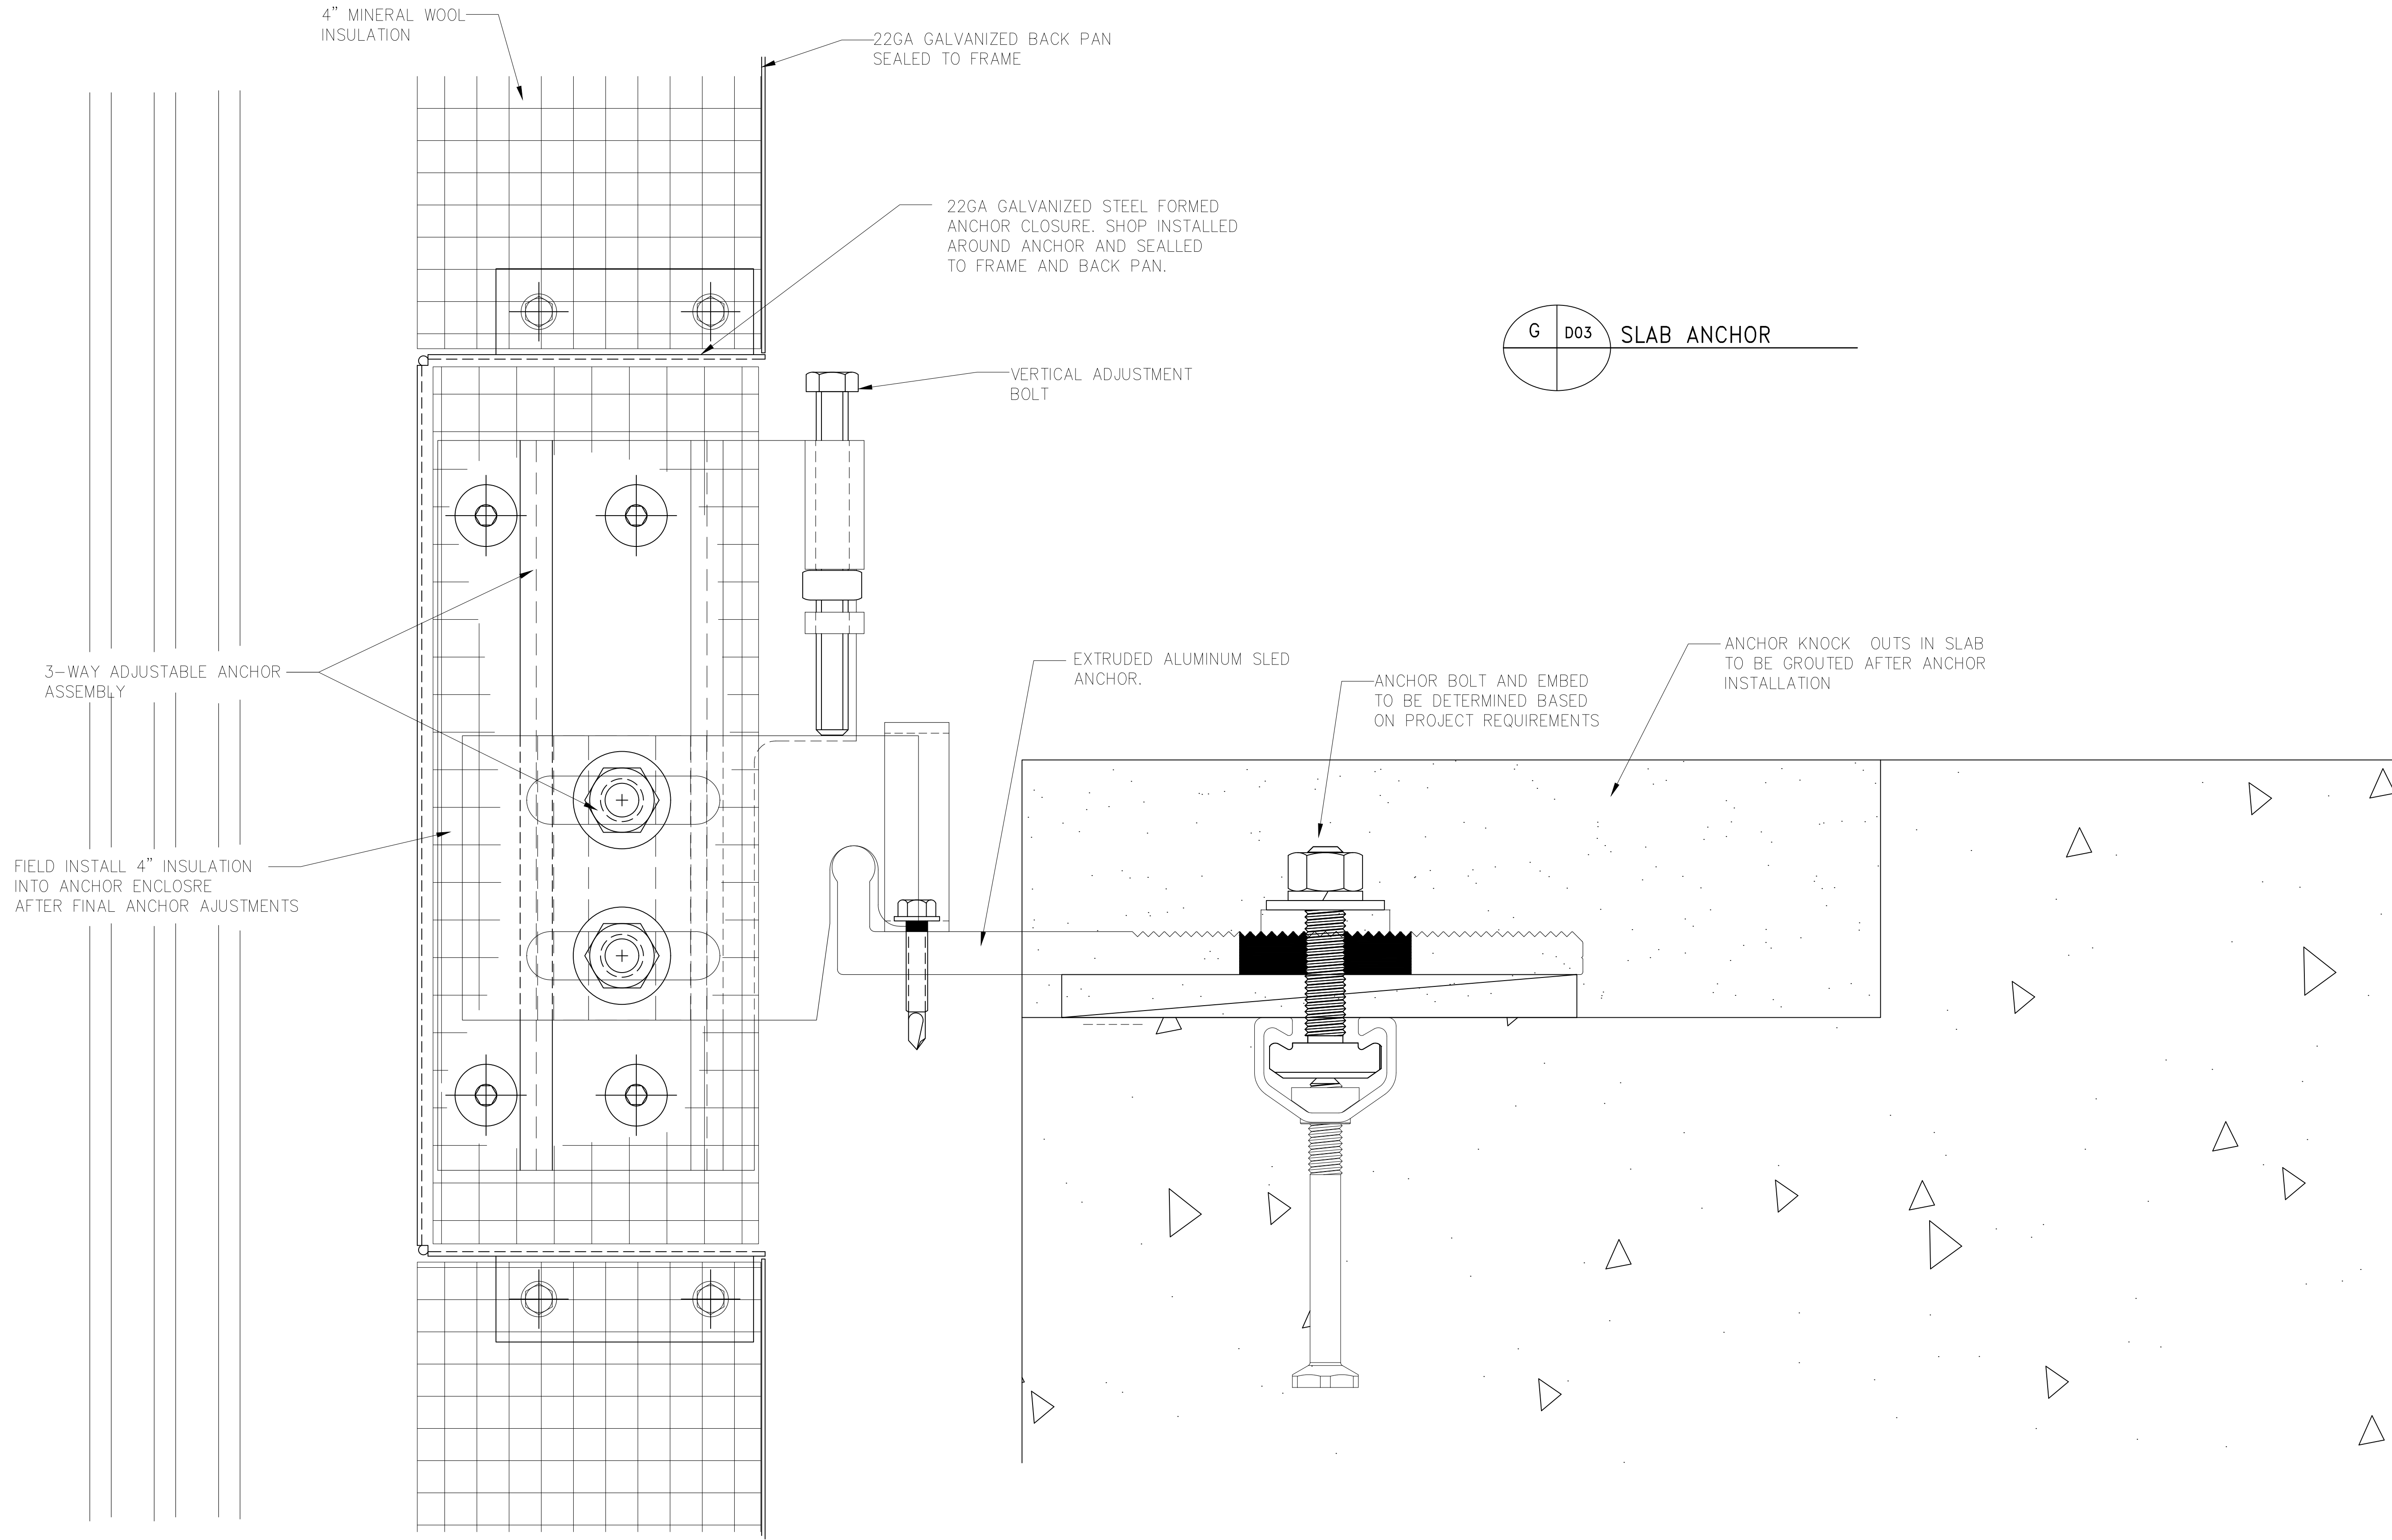 4” MINERAL WOOL
INSULATION
22GA GALVANIZED BACK PAN
SEALED TO FRAME
22GA GALVANIZED STEEL FORMED
ANCHOR CLOSURE. SHOP INSTALLED
AROUND ANCHOR AND SEALLED
TO FRAME AND BACK PAN.
G D03 SLAB ANCHOR
VERTICAL ADJUSTMENT
BOLT
3-WAY ADJUSTABLE ANCHOR
ASSEMBLY
EXTRUDED ALUMINUM SLED
ANCHOR.
ANCHOR BOLT AND EMBED
TO BE DETERMINED BASED
ON PROJECT REQUIREMENTS
ANCHOR KNOCK OUTS IN SLAB
TO BE GROUTED AFTER ANCHOR
INSTALLATION
FIELD INSTALL 4” INSULATION
INTO ANCHOR ENCLOSRE
AFTER FINAL ANCHOR AJUSTMENTS